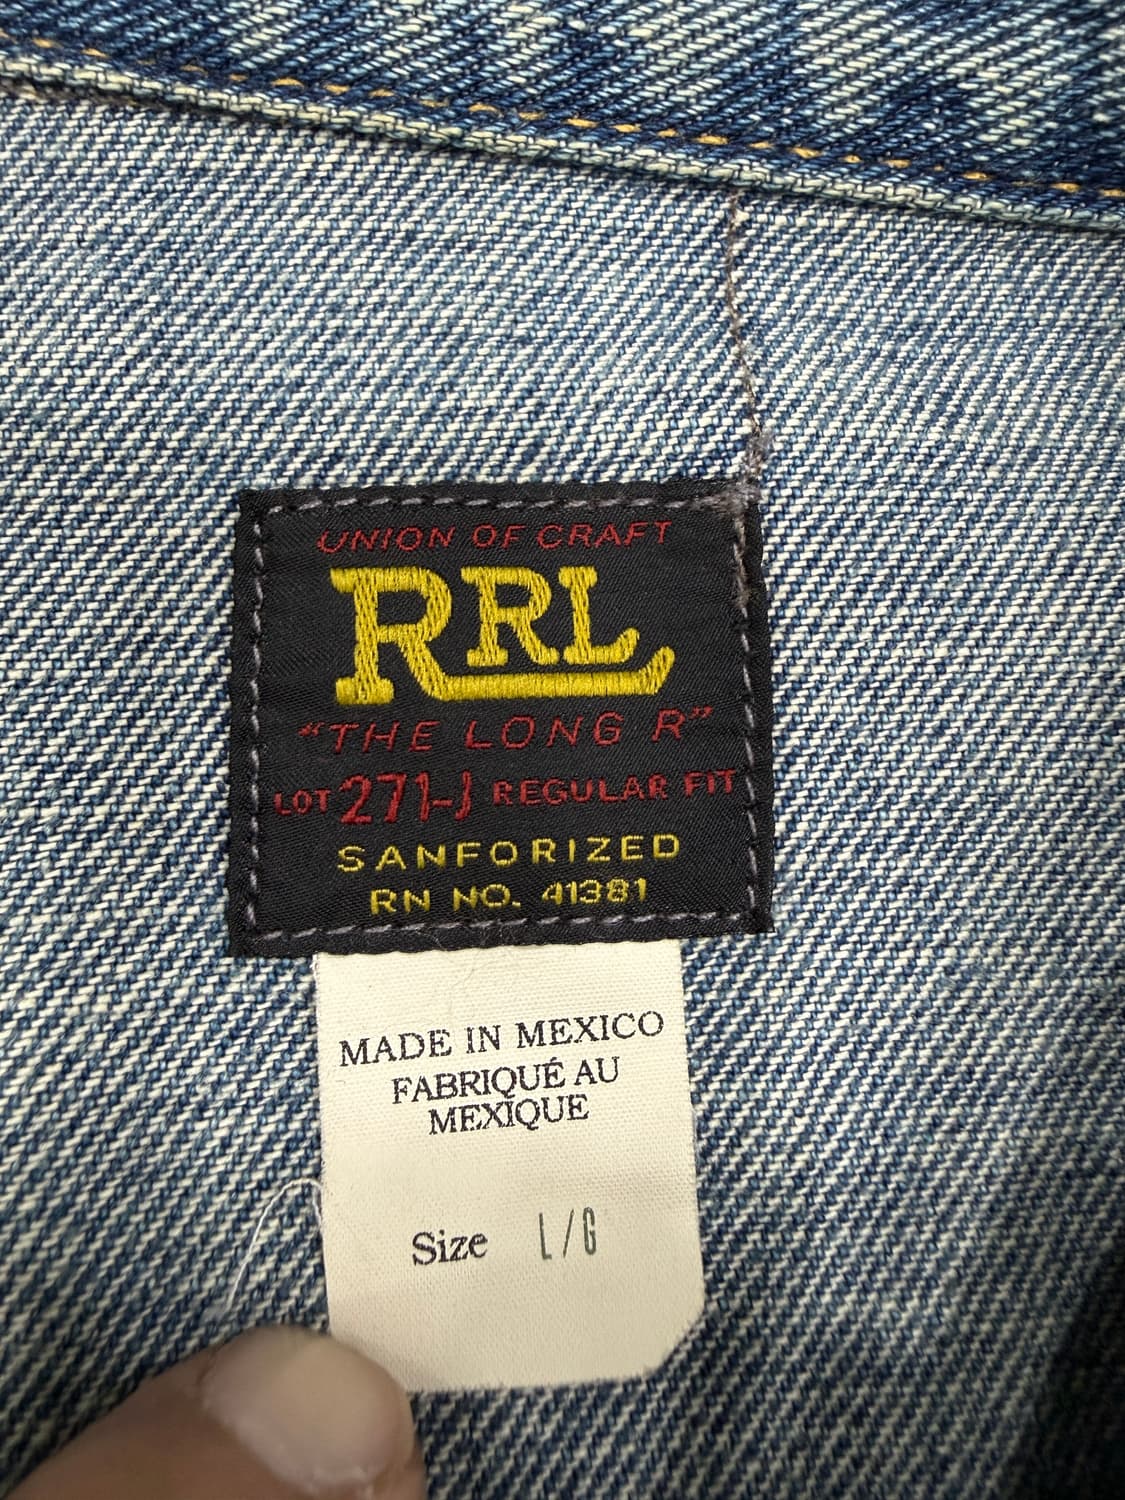 UNION OF CRAFT
RRL
“THE LONG R”
LOT 271-J REGULAR FIT
SANFORIZED
RN NO. 41381
MADE IN MEXICO
FABRIQUÉ AU
MEXIQUE
Size L/G